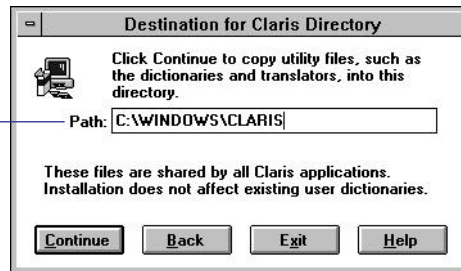 Destination for Claris Directory
Click Continue to copy utility files, such as
the dictionaries and translators, into this
directory.
Path: C:\WINDOWS\CLARIS
These files are shared by all Claris applications.
Installation does not affect existing user dictionaries.
Continue Back Exit Help